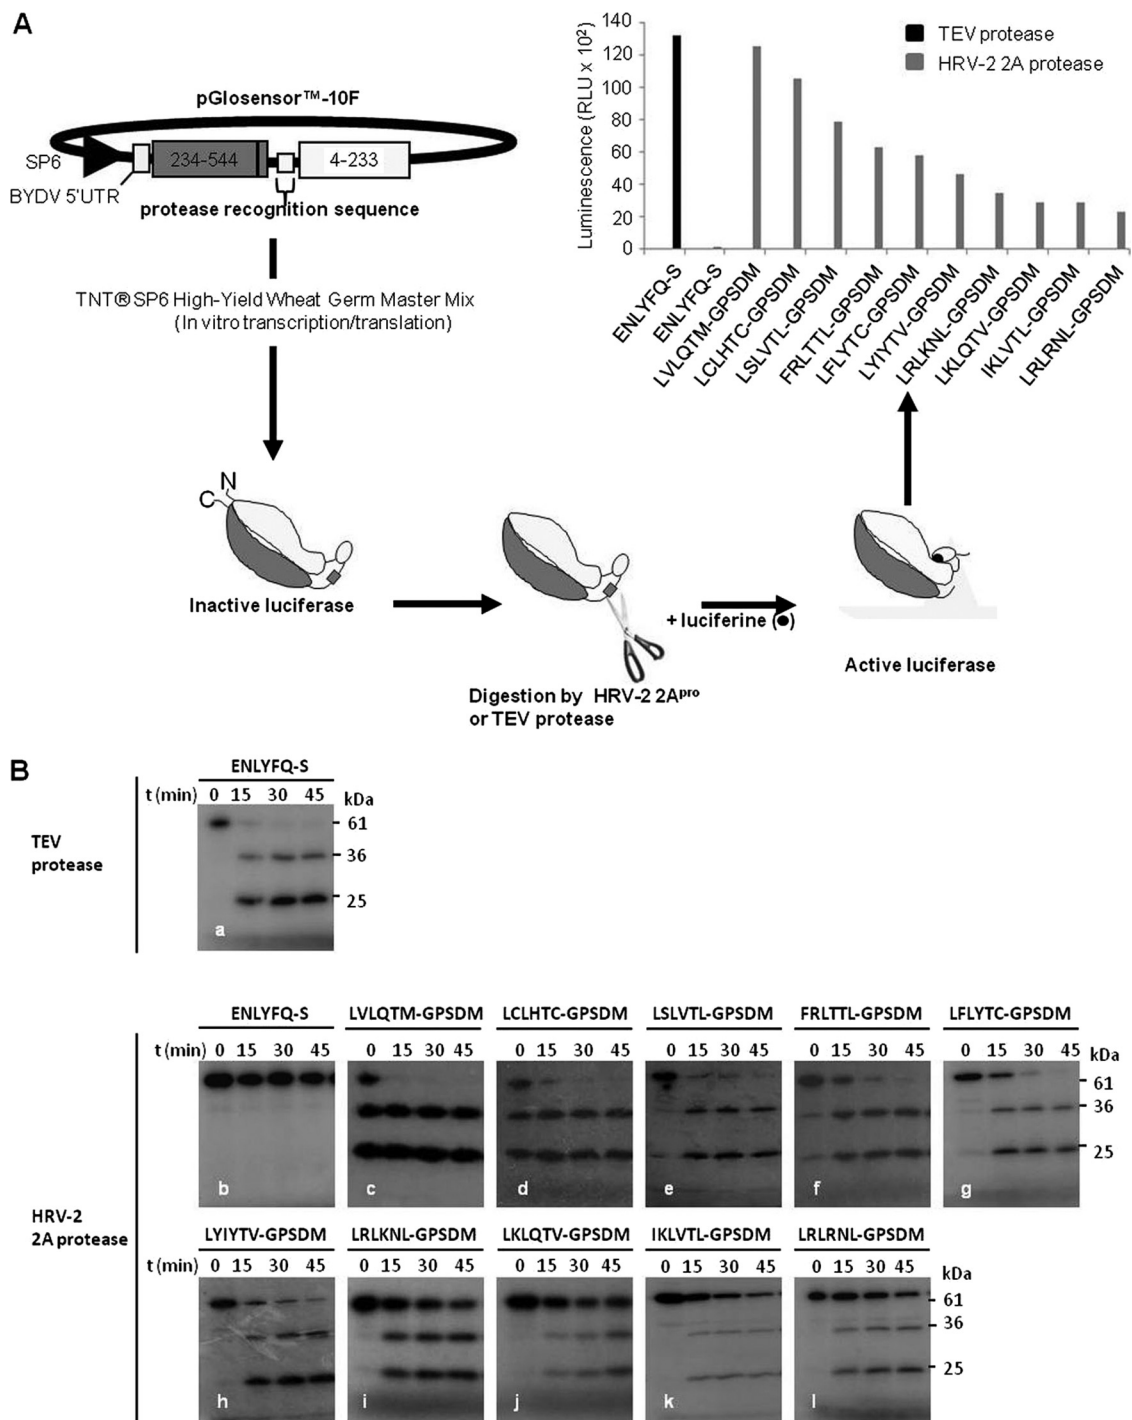 A
pGlosensor™-10F
SP6
234-544
4-233
BYDV 5'UTR
protease recognition sequence
TNT® SP6 High-Yield Wheat Germ Master Mix
(In vitro transcription/translation)
Luminescence (RLU x 10²)
140
120
100
80
60
40
20
0
TEV protease
HRV-2 2A protease
ENLYFQ-S
ENLYFQ-S
LVLQTM-GPSDM
LCLHTC-GPSDM
LSLVTL-GPSDM
FRLTTL-GPSDM
LFLYTC-GPSDM
LYIYTV-GPSDM
LRLKNL-GPSDM
LKLQTV-GPSDM
IKLVTL-GPSDM
LRLRNL-GPSDM
N
C
Inactive luciferase
Digestion by HRV-2 2Aᵖʳᵒ
or TEV protease
+ luciferine (●)
Active luciferase
B
TEV
protease
ENLYFQ-S
t (min) 0 15 30 45 kDa
61
36
25
a
HRV-2
2A protease
ENLYFQ-S LVLQTM-GPSDM LCLHTC-GPSDM LSLVTL-GPSDM FRLTTL-GPSDM LFLYTC-GPSDM
t (min) 0 15 30 45 0 15 30 45 0 15 30 45 0 15 30 45 0 15 30 45 0 15 30 45 kDa
61
36
25
b c d e f g
LYIYTV-GPSDM LRLKNL-GPSDM LKLQTV-GPSDM IKLVTL-GPSDM LRLRNL-GPSDM
t (min) 0 15 30 45 0 15 30 45 0 15 30 45 0 15 30 45 0 15 30 45 kDa
61
36
25
h i j k l